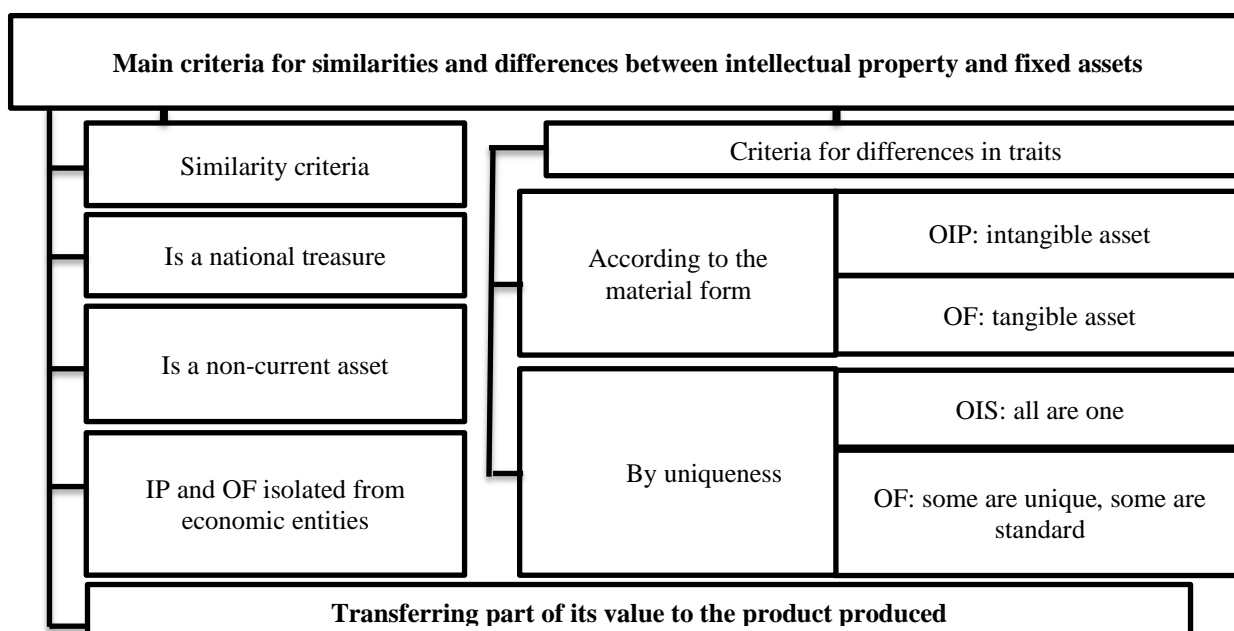 Main criteria for similarities and differences between intellectual property and fixed assets
Similarity criteria
Is a national treasure
Is a non-current asset
IP and OF isolated from
economic entities
Criteria for differences in traits
According to the
material form
OIP: intangible asset
OF: tangible asset
By uniqueness
OIS: all are one
OF: some are unique, some are
standard
Transferring part of its value to the product produced